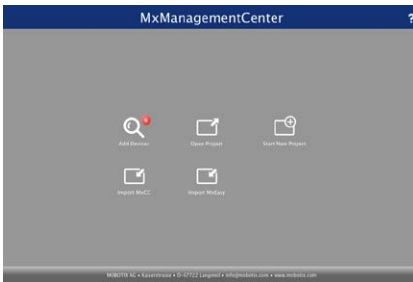 MxManagementCenter ?
Add Devices
Open Project
Start New Project
Import MxCC
Import MxEasy
MOBOTIX AG • Kaiserstrasse • D-67722 Langmeil • info@mobotix.com • www.mobotix.com